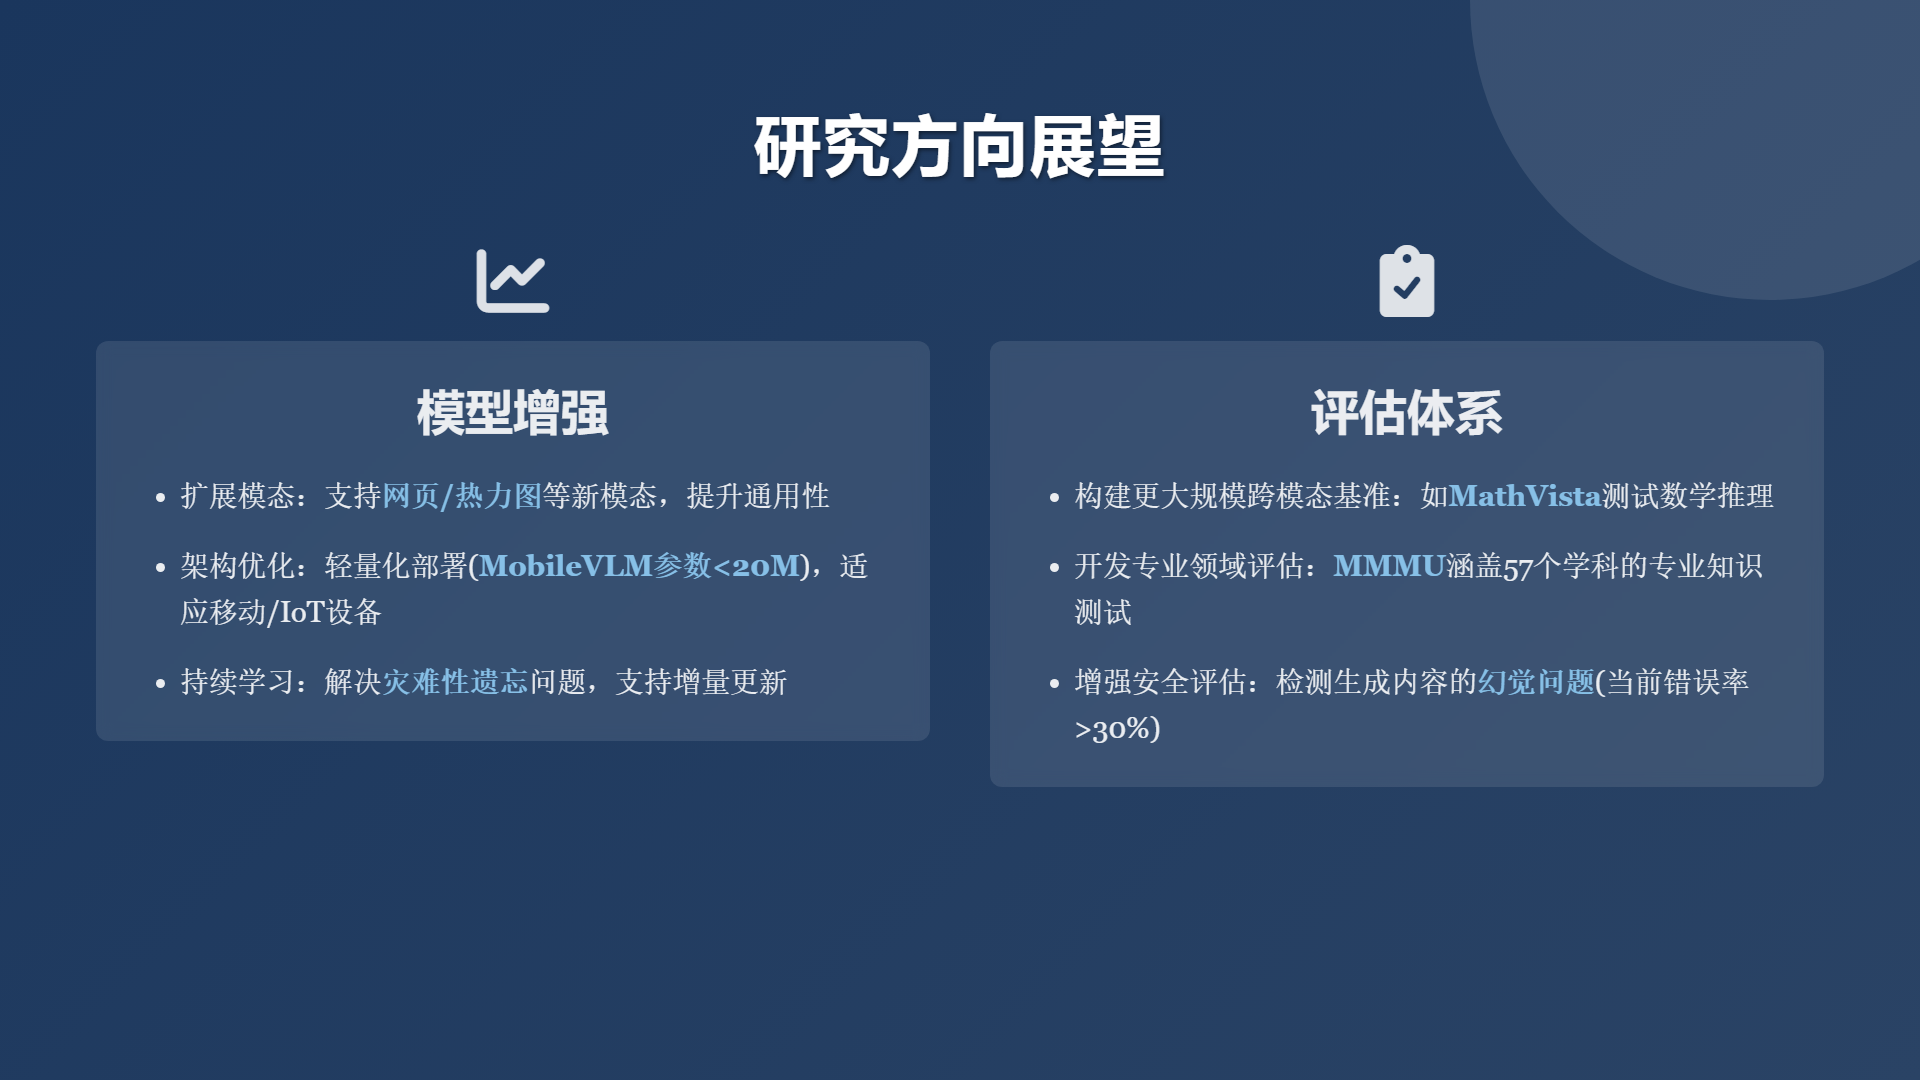 研究方向展望
模型增强
扩展模态：支持网页/热力图等新模态，提升通用性
架构优化：轻量化部署(MobileVLM参数<20M)，适
应移动/IoT设备
持续学习：解决灾难性遗忘问题，支持增量更新
评估体系
构建更大规模跨模态基准：如MathVista测试数学推理
开发专业领域评估：MMMU涵盖57个学科的专业知识
测试
增强安全评估：检测生成内容的幻觉问题(当前错误率
>30%)